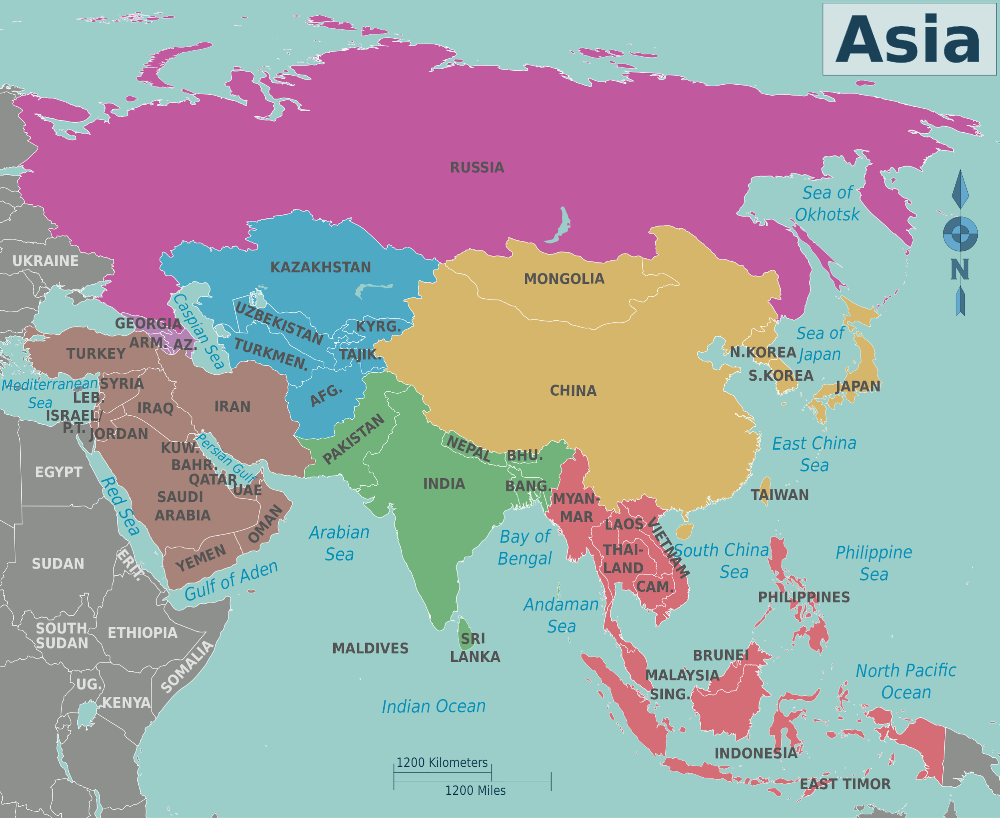 Asia
RUSSIA
Sea of
Okhotsk
N
UKRAINE
KAZAKHSTAN
MONGOLIA
Caspian Sea
UZBEKISTAN
KYRG.
GEORGIA
ARM.
AZ.
TURKEY
TURKMEN.
TAJIK.
Sea of
Japan
N.KOREA
S.KOREA
JAPAN
Mediterranean
Sea
SYRIA
LEB.
ISRAEL/
P.T.
JORDAN
IRAQ
IRAN
AFG.
CHINA
PAKISTAN
NEPAL
BHU.
KUW.
BAHR.
QATAR
UAE
Persian Gulf
East China
Sea
EGYPT
Red Sea
SAUDI
ARABIA
OMAN
YEMEN
INDIA
BANG.
MYAN-
MAR
TAIWAN
LAOS
VIETNAM
THAI-
LAND
CAM.
Arabian
Sea
Bay of
Bengal
South China
Sea
Philippine
Sea
SUDAN
ERIT.
Gulf of Aden
Andaman
Sea
PHILIPPINES
SOUTH
SUDAN
ETHIOPIA
SOMALIA
MALDIVES
SRI
LANKA
BRUNEI
MALAYSIA
SING.
North Pacific
Ocean
UG.
KENYA
Indian Ocean
INDONESIA
EAST TIMOR
1200 Kilometers
1200 Miles